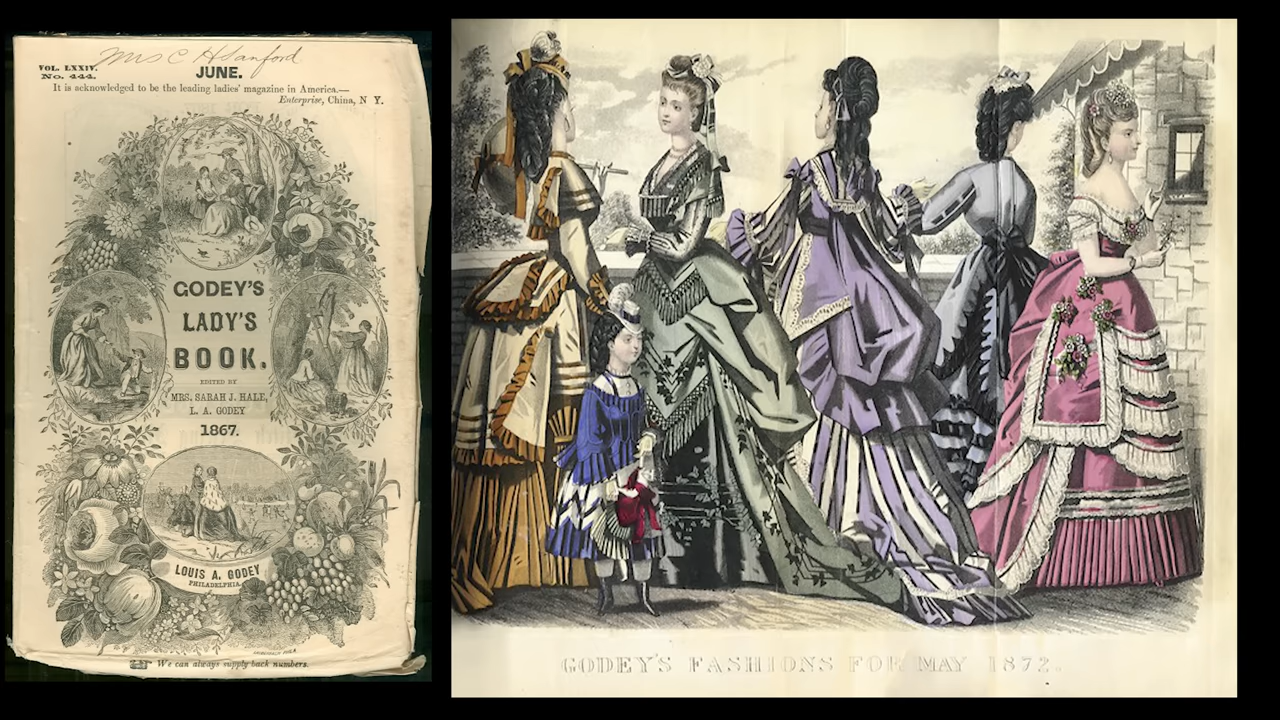 Mrs C H Sanford
VOL. LXXIV.
No. 444.
JUNE.
It is acknowledged to be the leading ladies' magazine in America.—
Enterprise, China, N Y.
GODEY'S
LADY'S
BOOK.
EDITED BY
MRS. SARAH J. HALE,
L. A. GODEY
1867.
LOUIS A. GODEY
PHILADELPHIA
We can always supply back numbers.
GODEY'S FASHIONS FOR MAY 1872.